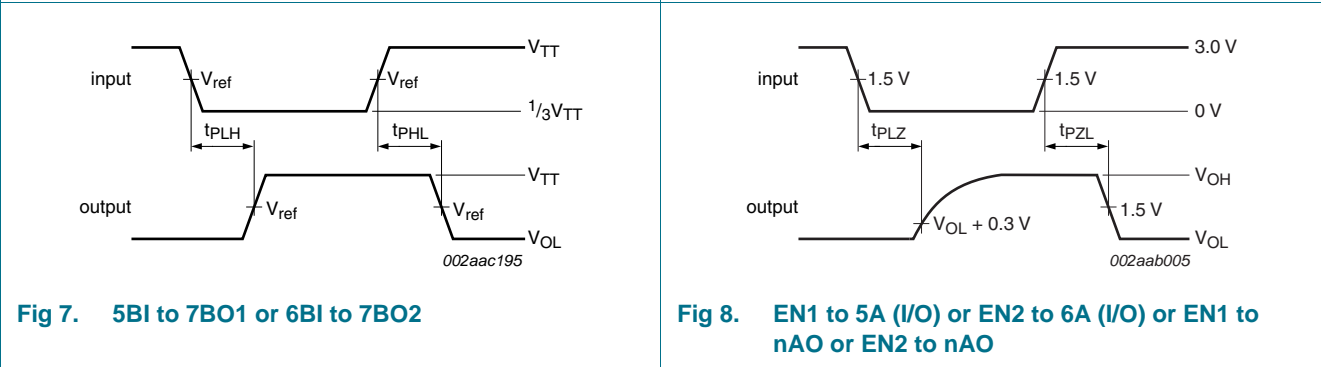 input
V_ref
V_ref
V_TT
1/3V_TT
t_PLH
t_PHL
output
V_ref
V_ref
V_TT
V_OL
002aac195
Fig 7. 5BI to 7BO1 or 6BI to 7BO2
input
1.5 V
1.5 V
3.0 V
0 V
t_PLZ
t_PZL
output
V_OL + 0.3 V
1.5 V
V_OH
V_OL
002aab005
Fig 8. EN1 to 5A (I/O) or EN2 to 6A (I/O) or EN1 to
nAO or EN2 to nAO